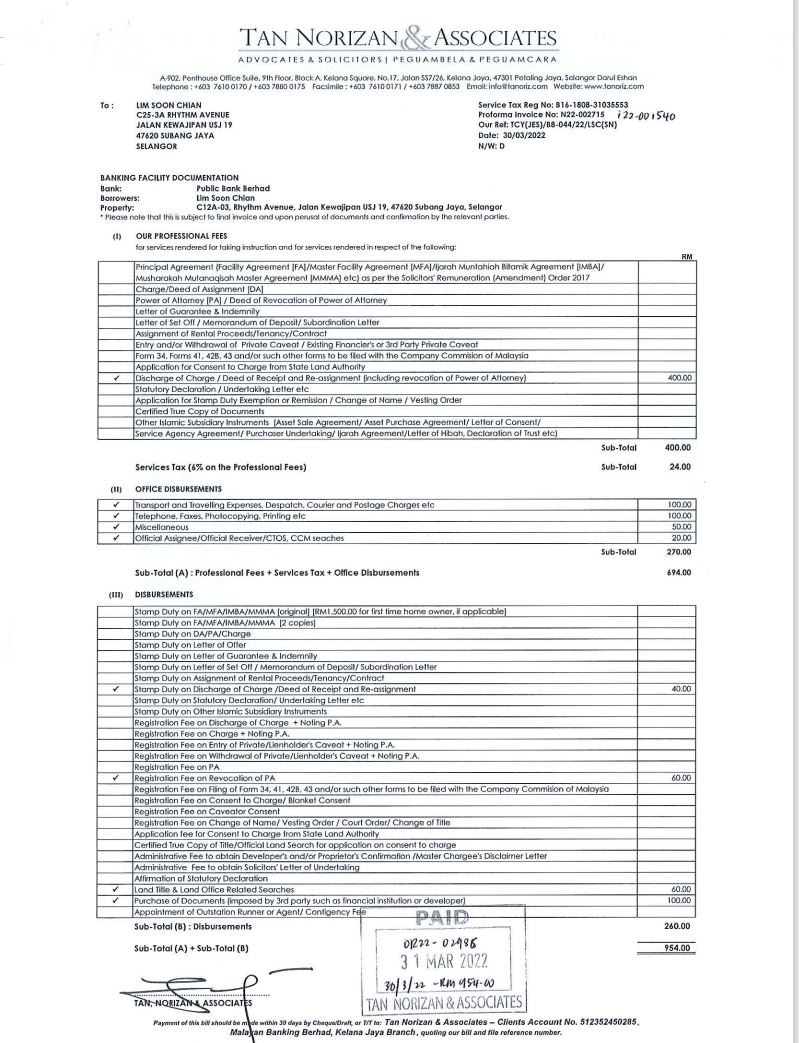 TAN NORIZAN & ASSOCIATES
ADVOCATES & SOLICITORS | PEGUAMBELA & PEGUAMCARA
A-902, Penthouse Office Suite, 9th Floor, Block A, Kelana Square, No.17, Jalan SS7/26, Kelana Jaya, 47301 Petaling Jaya, Selangor Darul Eshan
Telephone : +603 7610 0170 / +603 7880 0175 Facsimile : +603 7610 0171 / +603 7887 0853 Email: info@tanoriz.com Website: www.tanoriz.com
To : LIM SOON CHIAN
C25-3A RHYTHM AVENUE
JALAN KEWAJIPAN USJ 19
47620 SUBANG JAYA
SELANGOR
Service Tax Reg No: B16-1808-31035553
Proforma Invoice No: N22-002715 i22-001540
Our Ref: TCY(JES)/BB-044/22/LSC(SN)
Date: 30/03/2022
N/W: D
BANKING FACILITY DOCUMENTATION
Bank: Public Bank Berhad
Borrowers: Lim Soon Chian
Property: C12A-03, Rhythm Avenue, Jalan Kewajipan USJ 19, 47620 Subang Jaya, Selangor
* Please note that this is subject to final invoice and upon perusal of documents and confirmation by the relevant parties.
(I) OUR PROFESSIONAL FEES
for services rendered for taking instruction and for services rendered in respect of the following:
RM
Principal Agreement (Facility Agreement [FA]/Master Facility Agreement [MFA]/Ijarah Muntahiah Bitamik Agreement [IMBA]/
Musharakah Mutanaqisah Master Agreement [MMMA] etc) as per the Solicitors' Remuneration (Amendment) Order 2017
Charge/Deed of Assignment [DA]
Power of Attorney [PA] / Deed of Revocation of Power of Attorney
Letter of Guarantee & Indemnity
Letter of Set Off / Memorandum of Deposit/ Subordination Letter
Assignment of Rental Proceeds/Tenancy/Contract
Entry and/or Withdrawal of Private Caveat / Existing Financier's or 3rd Party Private Caveat
Form 34, Forms 41, 42B, 43 and/or such other forms to be filed with the Company Commision of Malaysia
Application for Consent to Charge from State Land Authority
✓ Discharge of Charge / Deed of Receipt and Re-assignment (including revocation of Power of Attorney) 400.00
Statutory Declaration / Undertaking Letter etc
Application for Stamp Duty Exemption or Remission / Change of Name / Vesting Order
Certified True Copy of Documents
Other Islamic Subsidiary Instruments (Asset Sale Agreement/ Asset Purchase Agreement/ Letter of Consent/
Service Agency Agreement/ Purchaser Undertaking/ Ijarah Agreement/Letter of Hibah, Declaration of Trust etc)
Sub-Total 400.00
Services Tax (6% on the Professional Fees) Sub-Total 24.00
(II) OFFICE DISBURSEMENTS
✓ Transport and Travelling Expenses, Despatch, Courier and Postage Charges etc 100.00
✓ Telephone, Faxes, Photocopying, Printing etc 100.00
✓ Miscellaneous 50.00
✓ Official Assignee/Official Receiver/CTOS, CCM seaches 20.00
Sub-Total 270.00
Sub-Total (A) : Professional Fees + Services Tax + Office Disbursements 694.00
(III) DISBURSEMENTS
Stamp Duty on FA/MFA/IMBA/MMMA [original] [RM1,500.00 for first time home owner, if applicable]
Stamp Duty on FA/MFA/IMBA/MMMA [2 copies]
Stamp Duty on DA/PA/Charge
Stamp Duty on Letter of Offer
Stamp Duty on Letter of Guarantee & Indemnity
Stamp Duty on Letter of Set Off / Memorandum of Deposit/ Subordination Letter
Stamp Duty on Assignment of Rental Proceeds/Tenancy/Contract
✓ Stamp Duty on Discharge of Charge /Deed of Receipt and Re-assignment 40.00
Stamp Duty on Statutory Declaration/ Undertaking Letter etc
Stamp Duty on Other Islamic Subsidiary Instruments
Registration Fee on Discharge of Charge + Noting P.A.
Registration Fee on Charge + Noting P.A.
Registration Fee on Entry of Private/Lienholder's Caveat + Noting P.A.
Registration Fee on Withdrawal of Private/Lienholder's Caveat + Noting P.A.
Registration Fee on PA
✓ Registration Fee on Revocation of PA 60.00
Registration Fee on Filing of Form 34, 41, 42B, 43 and/or such other forms to be filed with the Company Commision of Malaysia
Registration Fee on Consent to Charge/ Blanket Consent
Registration Fee on Caveator Consent
Registration Fee on Change of Name/ Vesting Order / Court Order/ Change of Title
Application fee for Consent to Charge from State Land Authority
Certified True Copy of Title/Official Land Search for application on consent to charge
Administrative Fee to obtain Developer's and/or Proprietor's Confirmation /Master Chargee's Disclaimer Letter
Administrative Fee to obtain Solicitors' Letter of Undertaking
Affirmation of Statutory Declaration
✓ Land Title & Land Office Related Searches 60.00
✓ Purchase of Documents (imposed by 3rd party such as financial institution or developer) 100.00
Appointment of Outstation Runner or Agent/ Contigency Fee
Sub-Total (B) : Disbursements 260.00
Sub-Total (A) + Sub-Total (B) 954.00
PAID
OR22-02986
31 MAR 2022
30/3/22 -RM 954-00
TAN NORIZAN & ASSOCIATES
TAN, NORIZAN & ASSOCIATES
Payment of this bill should be made within 30 days by Cheque/Draft, or T/T to: Tan Norizan & Associates – Clients Account No. 512352450285,
Malayan Banking Berhad, Kelana Jaya Branch, quoting our bill and file reference number.